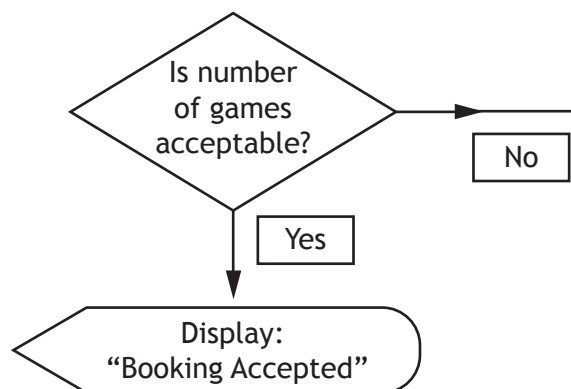 Is number
of games
acceptable?
No
Yes
Display:
“Booking Accepted”